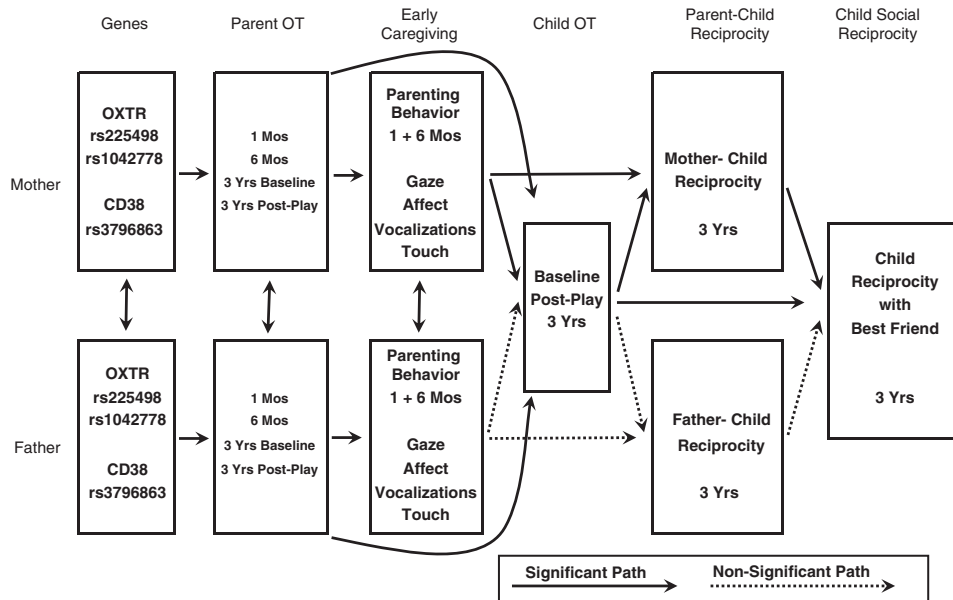 Genes
Parent OT
Early
Caregiving
Child OT
Parent-Child
Reciprocity
Child Social
Reciprocity
Mother
OXTR
rs225498
rs1042778
CD38
rs3796863
1 Mos
6 Mos
3 Yrs Baseline
3 Yrs Post-Play
Parenting
Behavior
1 + 6 Mos
Gaze
Affect
Vocalizations
Touch
Baseline
Post-Play
3 Yrs
Mother- Child
Reciprocity
3 Yrs
Child
Reciprocity
with
Best Friend
3 Yrs
Father
OXTR
rs225498
rs1042778
CD38
rs3796863
1 Mos
6 Mos
3 Yrs Baseline
3 Yrs Post-Play
Parenting
Behavior
1 + 6 Mos
Gaze
Affect
Vocalizations
Touch
Father- Child
Reciprocity
3 Yrs
Significant Path
Non-Significant Path